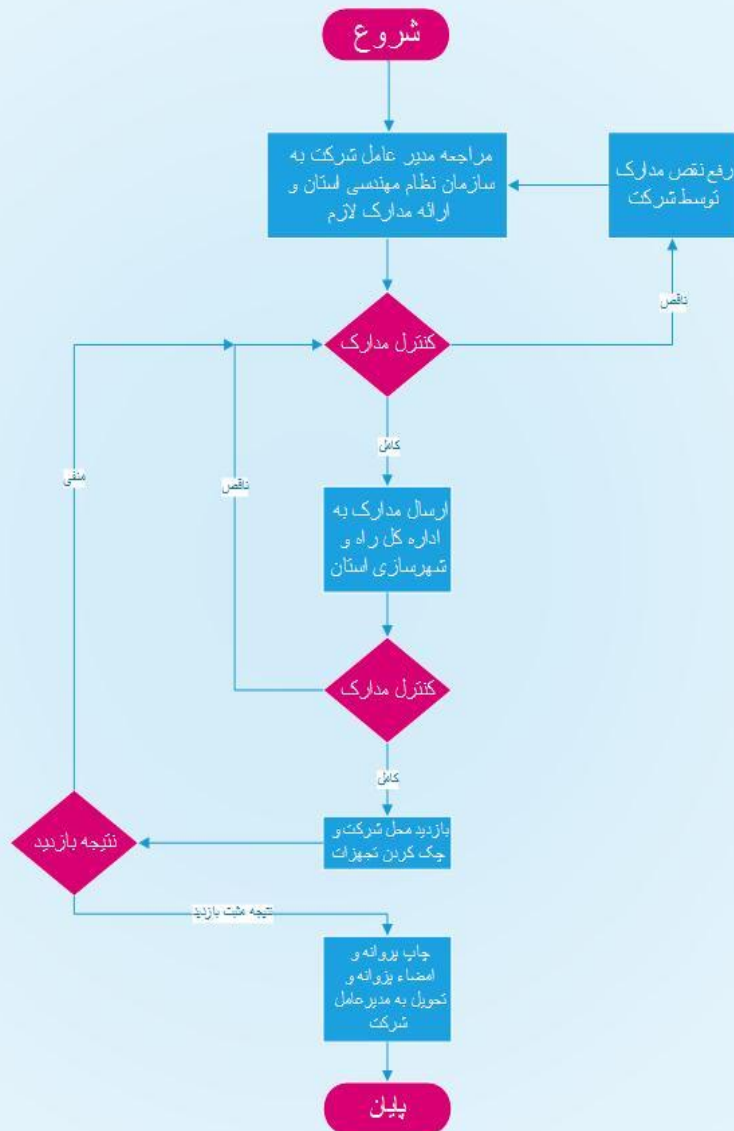 شروع
مراجعه مدیر عامل شرکت به
سازمان نظام مهندسی استان و
ارائه مدارک لازم
رفع نقص مدارک
توسط شرکت
ناقص
کنترل مدارک
کامل
منفی
ناقص
ارسال مدارک به
اداره کل راه و
شهرسازی استان
کنترل مدارک
کامل
بازدید محل شرکت و
چک کردن تجهزات
نتیجه بازدید
نتیجه مثبت بازدید
چاپ پروانه و
امضاء پروانه و
تحویل به مدیرعامل
شرکت
پایان